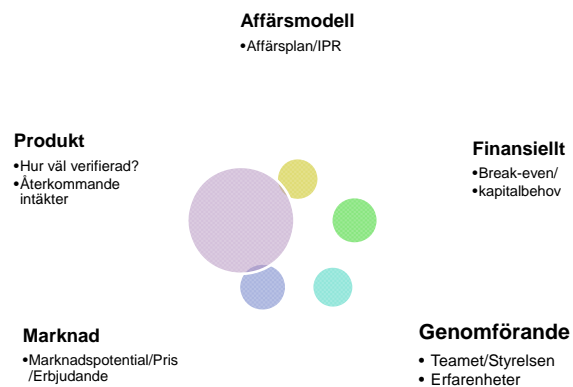 Affärsmodell
•Affärsplan/IPR
Produkt
•Hur väl verifierad?
•Återkommande
intäkter
Finansiellt
•Break-even/
•kapitalbehov
Marknad
•Marknadspotential/Pris
/Erbjudande
Genomförande
• Teamet/Styrelsen
• Erfarenheter